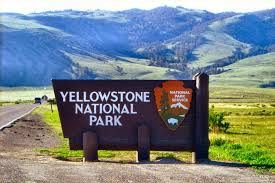 YELLOWSTONE
NATIONAL
PARK
NATIONAL
PARK SERVICE